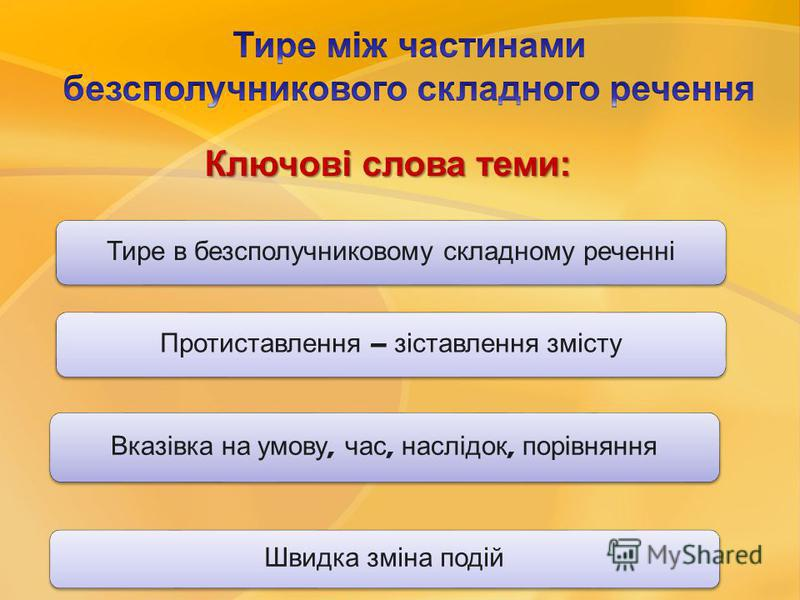 Тире між частинами
безсполучникового складного речення
Ключові слова теми:
Тире в безсполучниковому складному реченні
Протиставлення – зіставлення змісту
Вказівка на умову, час, наслідок, порівняння
Швидка зміна подій
MyShared